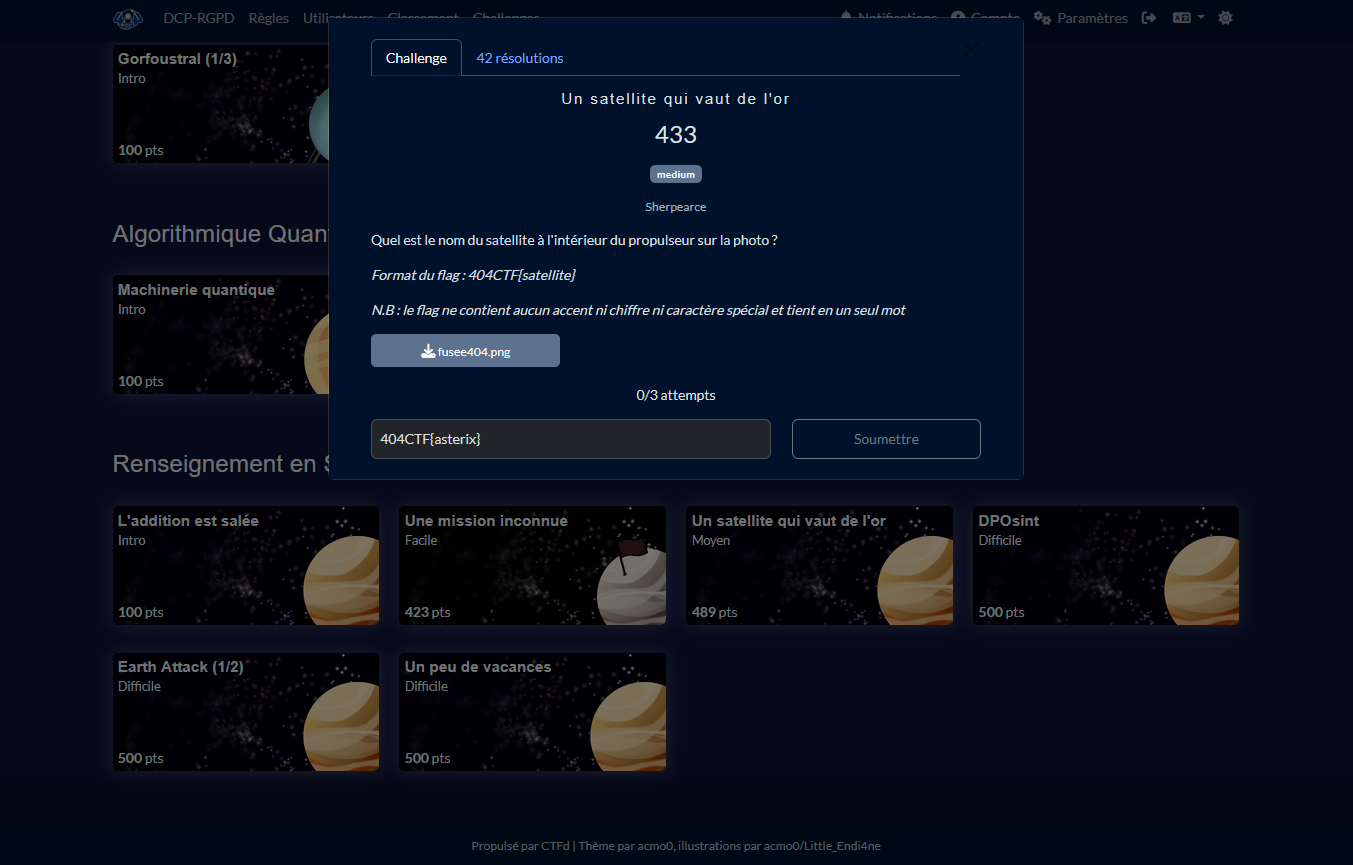 DCP-RGPD Règles Utilisateurs Classement Challenges Notifications Compte Paramètres
Gorfoustral (1/3)
Intro
100 pts
Challenge 42 résolutions
Un satellite qui vaut de l'or
433
medium
Sherpearce
Quel est le nom du satellite à l'intérieur du propulseur sur la photo ?
Format du flag : 404CTF{satellite}
N.B : le flag ne contient aucun accent ni chiffre ni caractère spécial et tient en un seul mot
fusee404.png
0/3 attempts
404CTF{asterix} Soumettre
Algorithmique Quan
Machinerie quantique
Intro
100 pts
Renseignement en S
L'addition est salée
Intro
100 pts
Une mission inconnue
Facile
423 pts
Un satellite qui vaut de l'or
Moyen
489 pts
DPOsint
Difficile
500 pts
Earth Attack (1/2)
Difficile
500 pts
Un peu de vacances
Difficile
500 pts
Propulsé par CTFd | Thème par acmo0, illustrations par acmo0/Little_Endi4ne